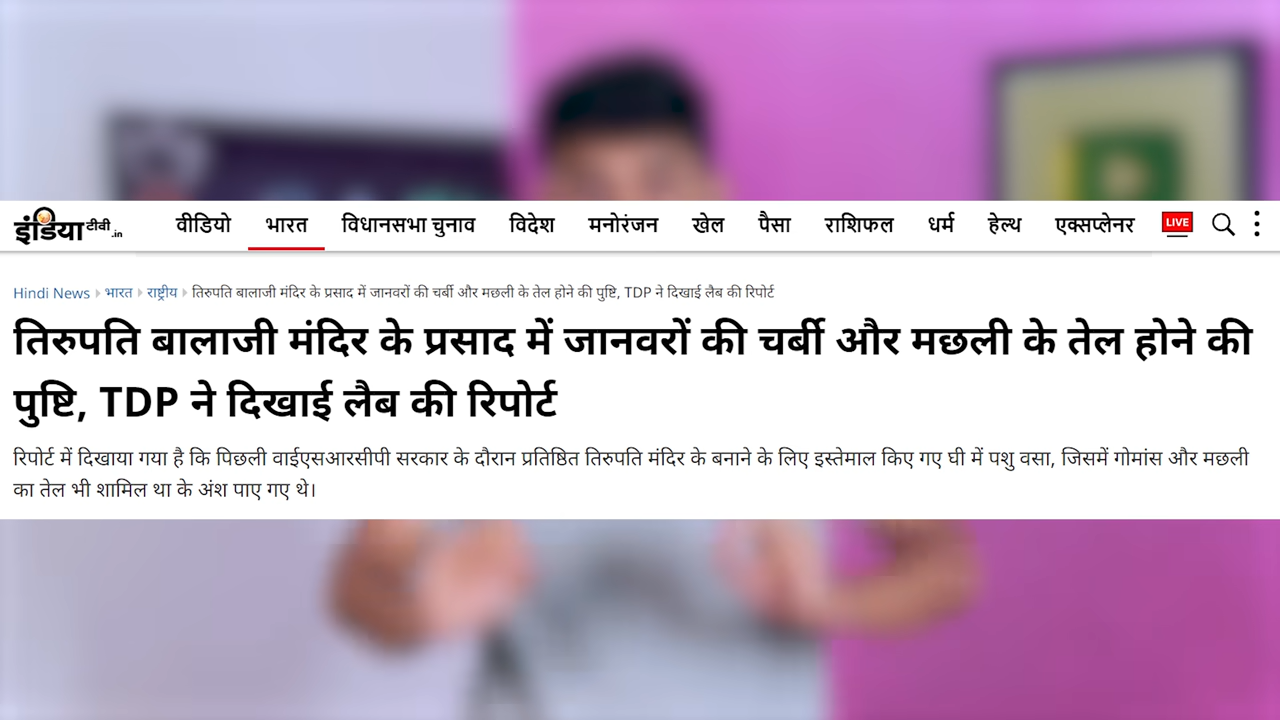 इंडिया टीवी .in
वीडियो भारत विधानसभा चुनाव विदेश मनोरंजन खेल पैसा राशिफल धर्म हेल्थ एक्सप्लेनर LIVE
Hindi News भारत राष्ट्रीय तिरुपति बालाजी मंदिर के प्रसाद में जानवरों की चर्बी और मछली के तेल होने की पुष्टि, TDP ने दिखाई लैब की रिपोर्ट
तिरुपति बालाजी मंदिर के प्रसाद में जानवरों की चर्बी और मछली के तेल होने की
पुष्टि, TDP ने दिखाई लैब की रिपोर्ट
रिपोर्ट में दिखाया गया है कि पिछली वाईएसआरसीपी सरकार के दौरान प्रतिष्ठित तिरुपति मंदिर के बनाने के लिए इस्तेमाल किए गए घी में पशु वसा, जिसमें गोमांस और मछली
का तेल भी शामिल था के अंश पाए गए थे।